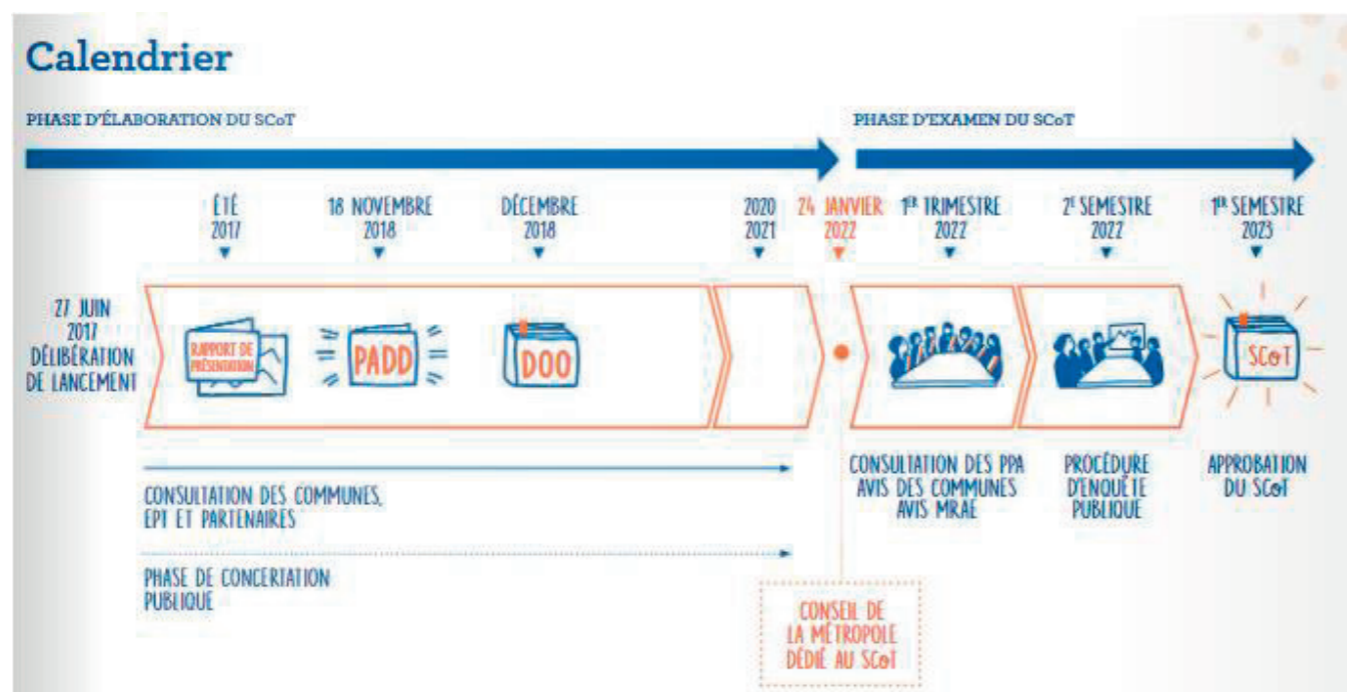 Calendrier
PHASE D'ÉLABORATION DU SCoT
PHASE D'EXAMEN DU SCoT
ÉTÉ
2017
18 NOVEMBRE
2018
DÉCEMBRE
2018
2020
2021
24 JANVIER
2022
1ER TRIMESTRE
2022
2E SEMESTRE
2022
1ER SEMESTRE
2023
27 JUIN
2017
DÉLIBÉRATION
DE LANCEMENT
RAPPORT DE
PRÉSENTATION
PADD
DOO
SCoT
CONSULTATION DES PPA
AVIS DES COMMUNES
AVIS MRAE
PROCÉDURE
D'ENQUÊTE
PUBLIQUE
APPROBATION
DU SCoT
CONSULTATION DES COMMUNES,
EPT ET PARTENAIRES
PHASE DE CONCERTATION
PUBLIQUE
CONSEIL DE
LA MÉTROPOLE
DÉDIÉ AU SCoT